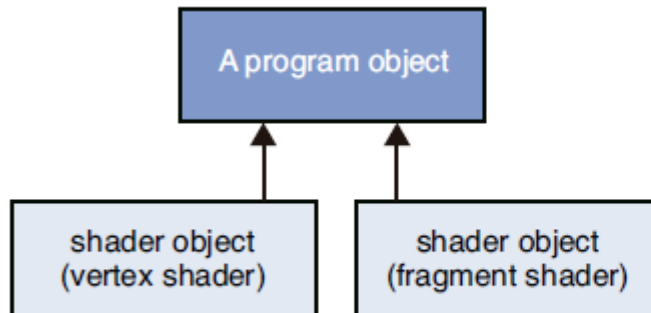 A program object
shader object
(vertex shader)
shader object
(fragment shader)